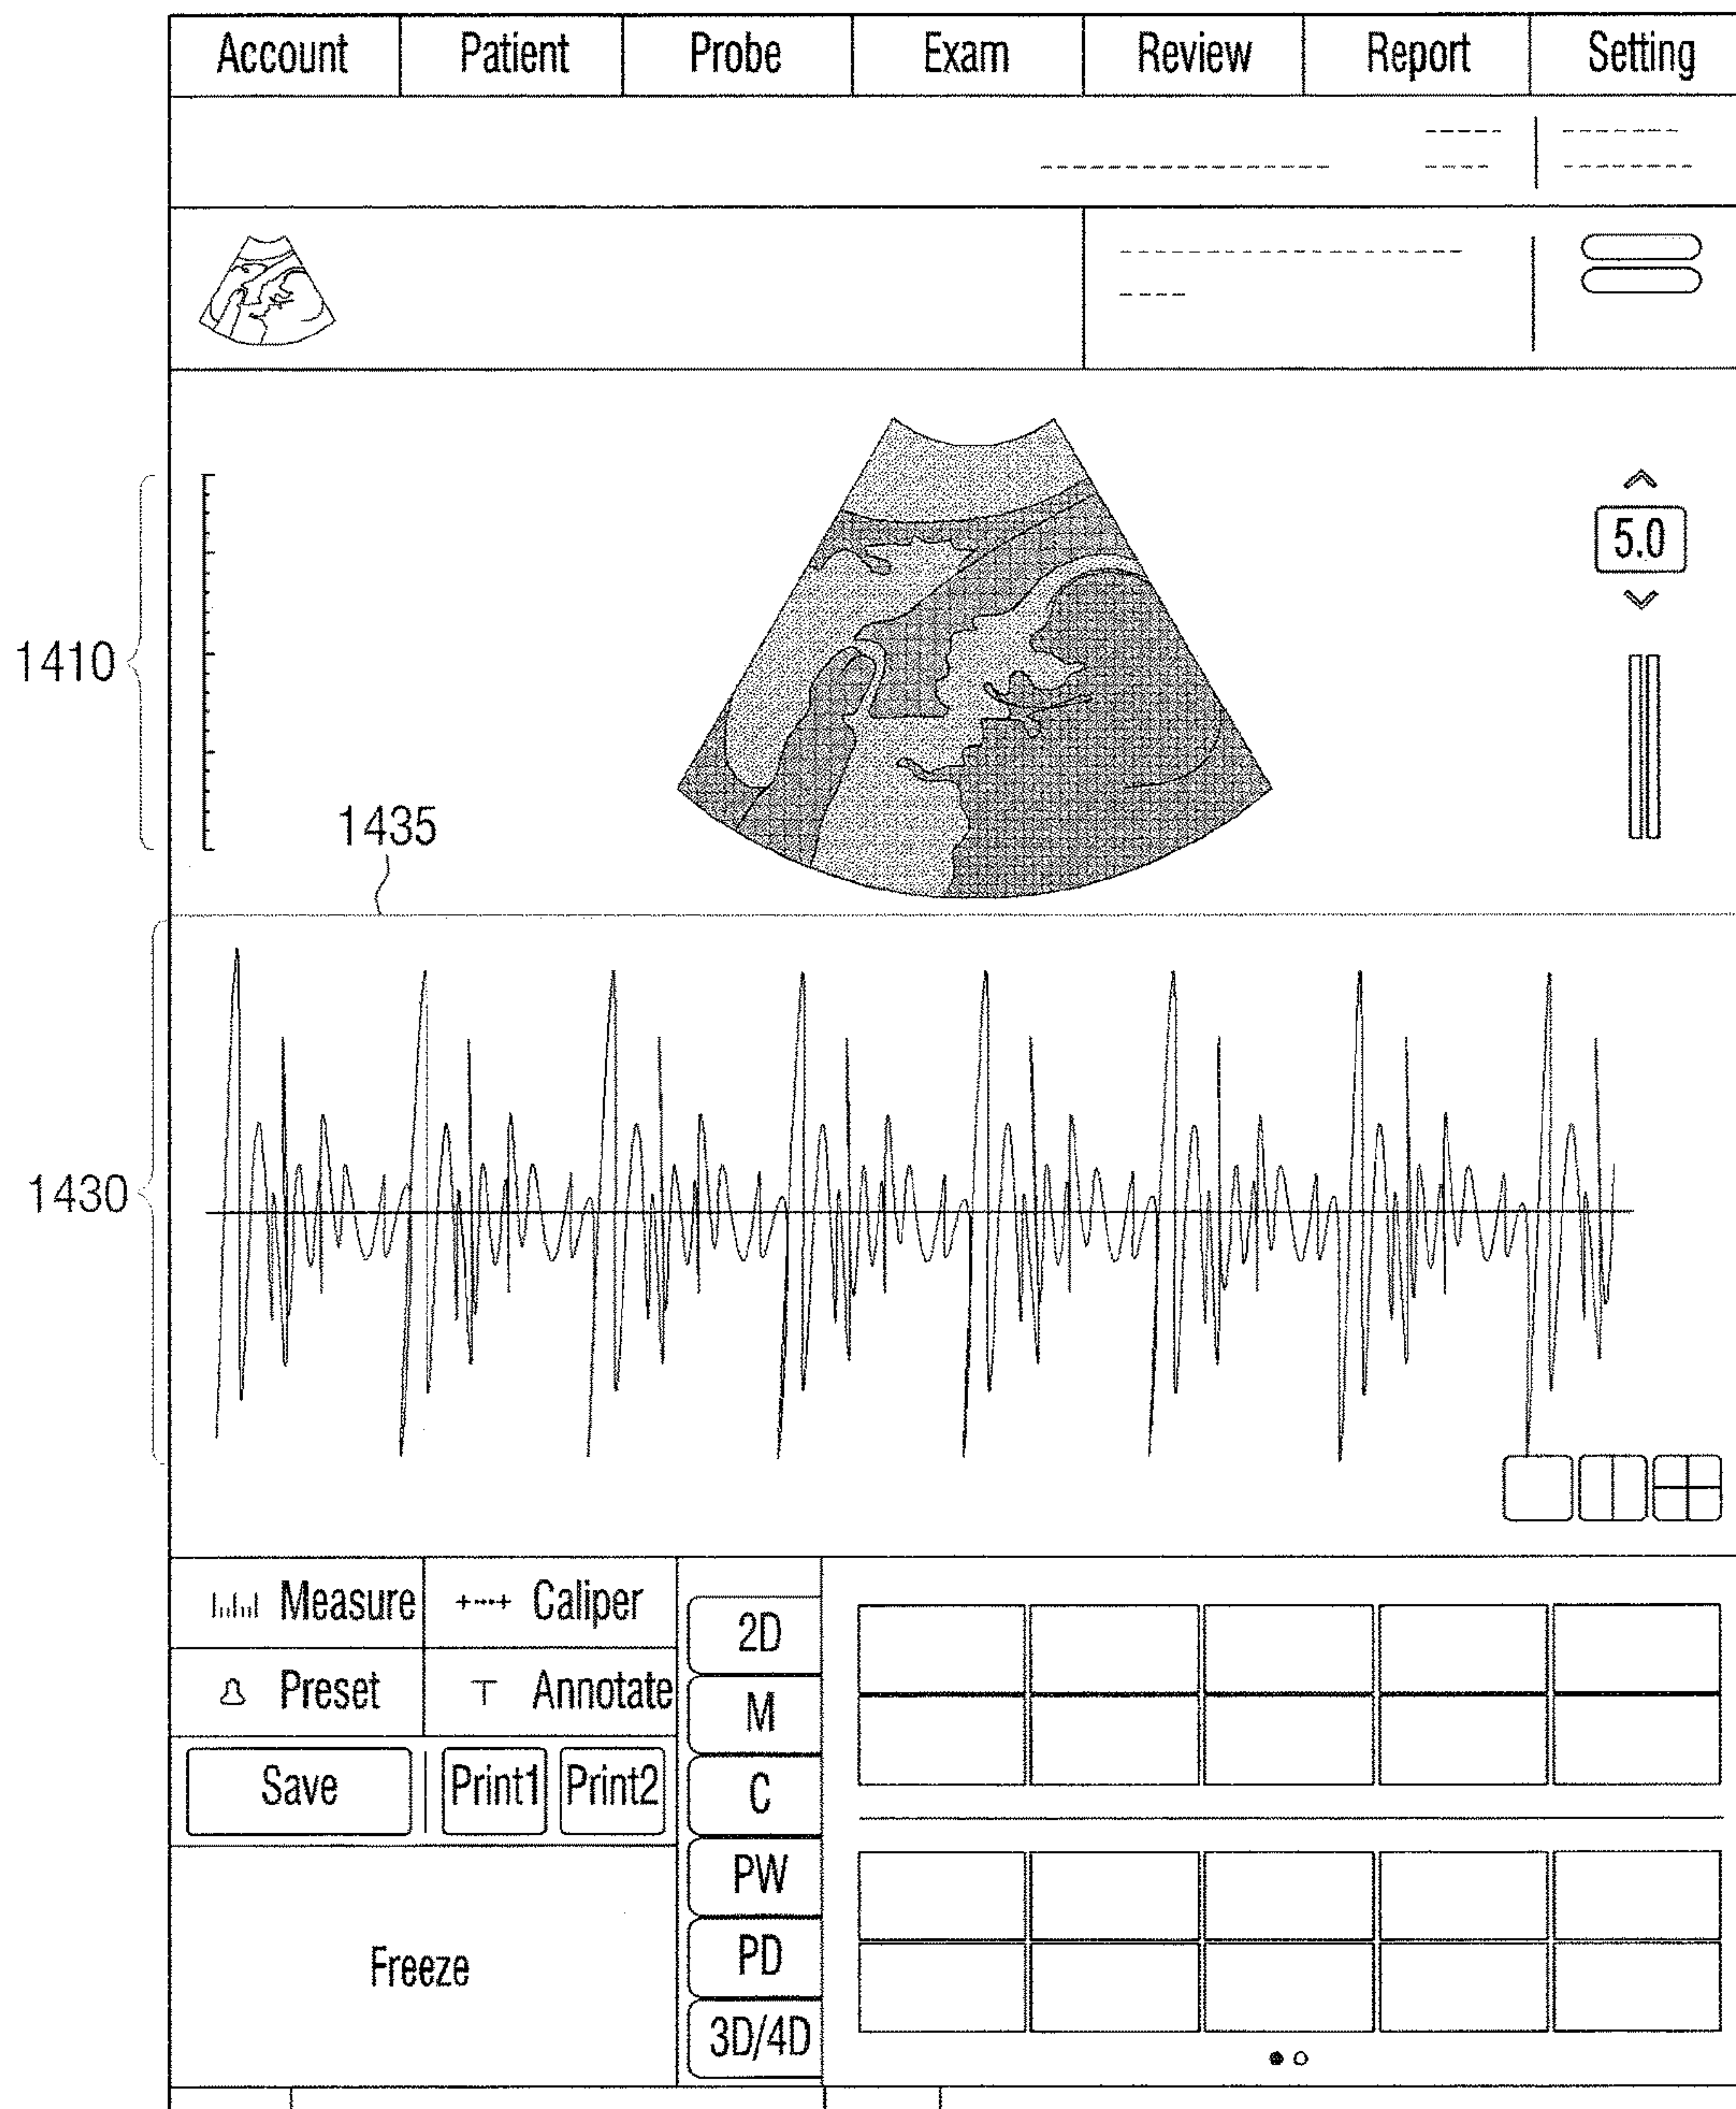 Account Patient Probe Exam Review Report Setting
5.0
1410
1435
1430
Measure Caliper
Preset Annotate
Save Print1 Print2
Freeze
2D
M
C
PW
PD
3D/4D